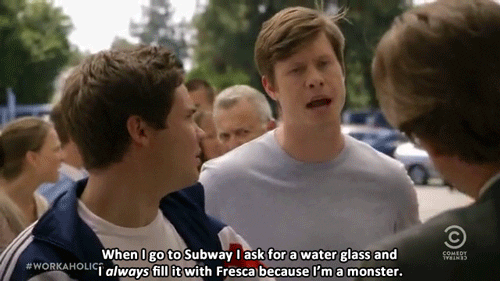 When I go to Subway I ask for a water glass and
I always fill it with Fresca because I'm a monster.
#WORKAHOLICS
COMEDY
CENTRAL